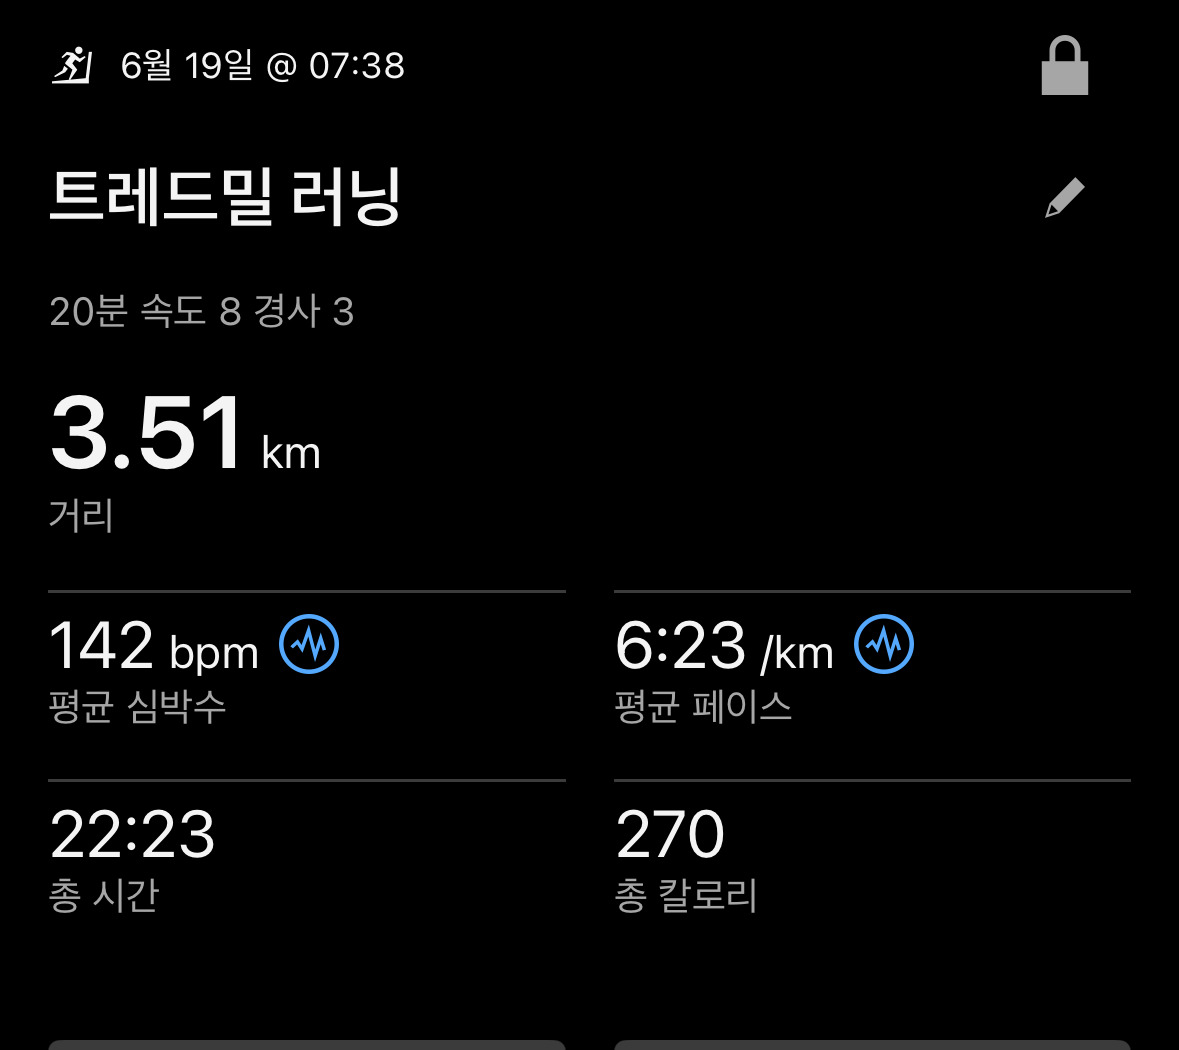 6월 19일 @ 07:38
트레드밀 러닝
20분 속도 8 경사 3
3.51 km
거리
142 bpm
평균 심박수
6:23 /km
평균 페이스
22:23
총 시간
270
총 칼로리